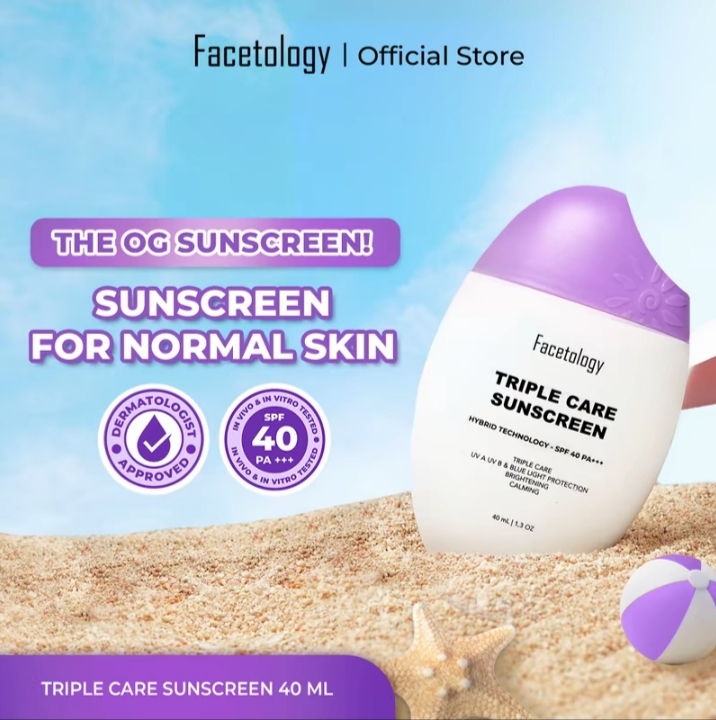 Facetology | Official Store
THE OG SUNSCREEN!
SUNSCREEN
FOR NORMAL SKIN
DERMATOLOGIST
APPROVED
IN VIVO & IN VITRO TESTED
SPF
40
PA +++
IN VIVO & IN VITRO TESTED
Facetology
TRIPLE CARE
SUNSCREEN
HYBRID TECHNOLOGY - SPF 40 PA+++
TRIPLE CARE
UV A UV B & BLUE LIGHT PROTECTION
BRIGHTENING
CALMING
40 mL | 1.3 OZ
TRIPLE CARE SUNSCREEN 40 ML